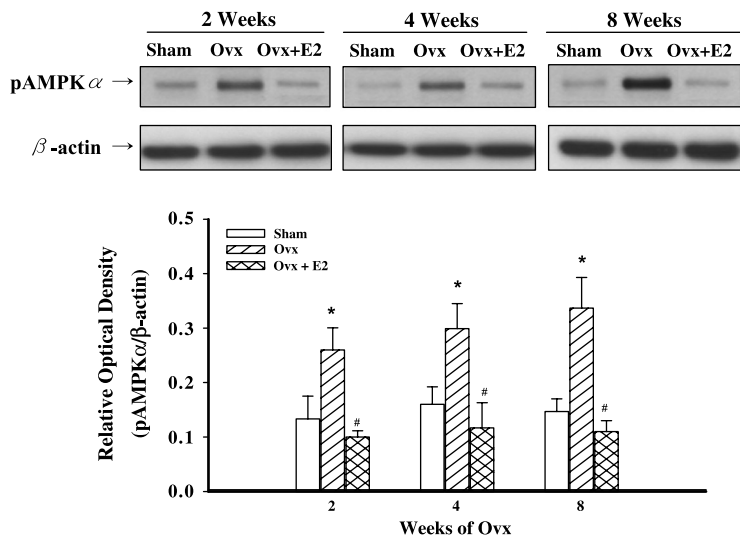 2 Weeks 4 Weeks 8 Weeks
Sham Ovx Ovx+E2 Sham Ovx Ovx+E2 Sham Ovx Ovx+E2
pAMPKα →
β-actin →
Relative Optical Density
(pAMPKα/β-actin)
0.5
0.4
0.3
0.2
0.1
0.0
Sham
Ovx
Ovx + E2
* * *
# # #
2 4 8
Weeks of Ovx